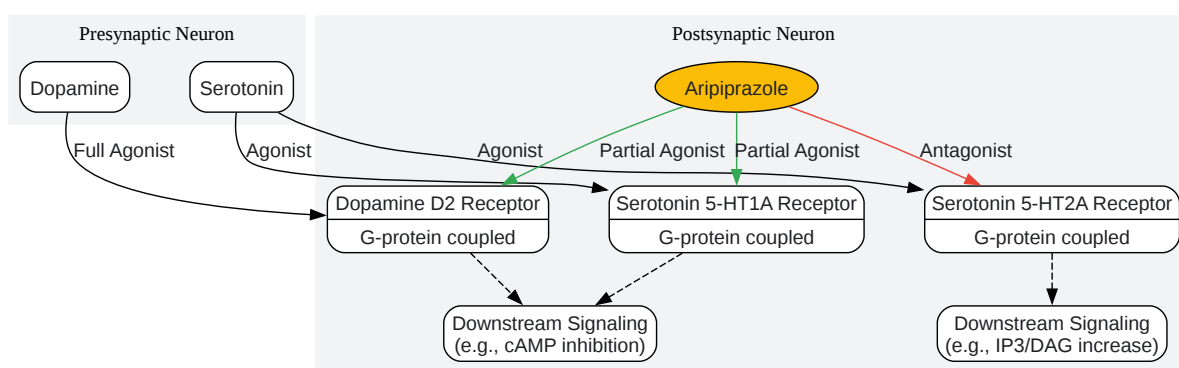 Presynaptic Neuron
Postsynaptic Neuron
Dopamine
Serotonin
Aripiprazole
Full Agonist
Agonist
Agonist
Partial Agonist
Partial Agonist
Antagonist
Dopamine D2 Receptor
G-protein coupled
Serotonin 5-HT1A Receptor
G-protein coupled
Serotonin 5-HT2A Receptor
G-protein coupled
Downstream Signaling
(e.g., cAMP inhibition)
Downstream Signaling
(e.g., IP3/DAG increase)